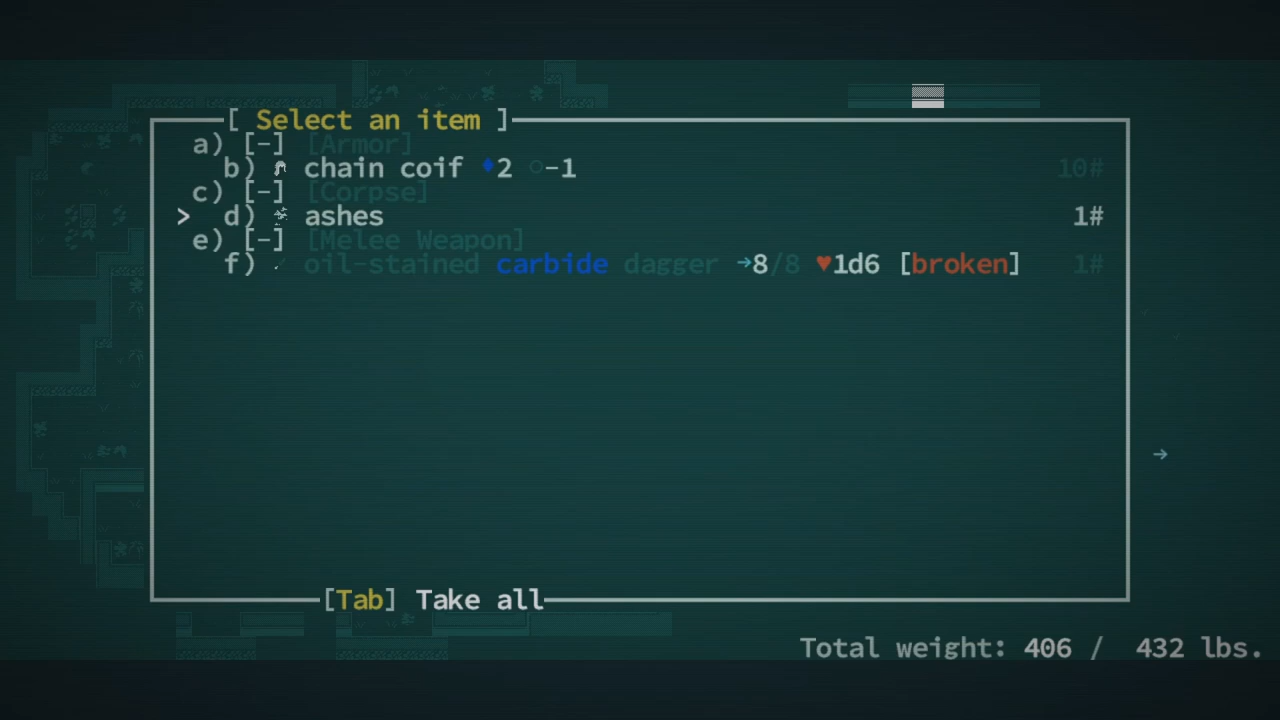 [ Select an item ]
a) [-] [Armor]
b) chain coif ♦2 ○-1 10#
c) [-] [Corpse]
> d) ashes 1#
e) [-] [Melee Weapon]
f) oil-stained carbide dagger →8/8 ♥1d6 [broken] 1#
[Tab] Take all
Total weight: 406 / 432 lbs.